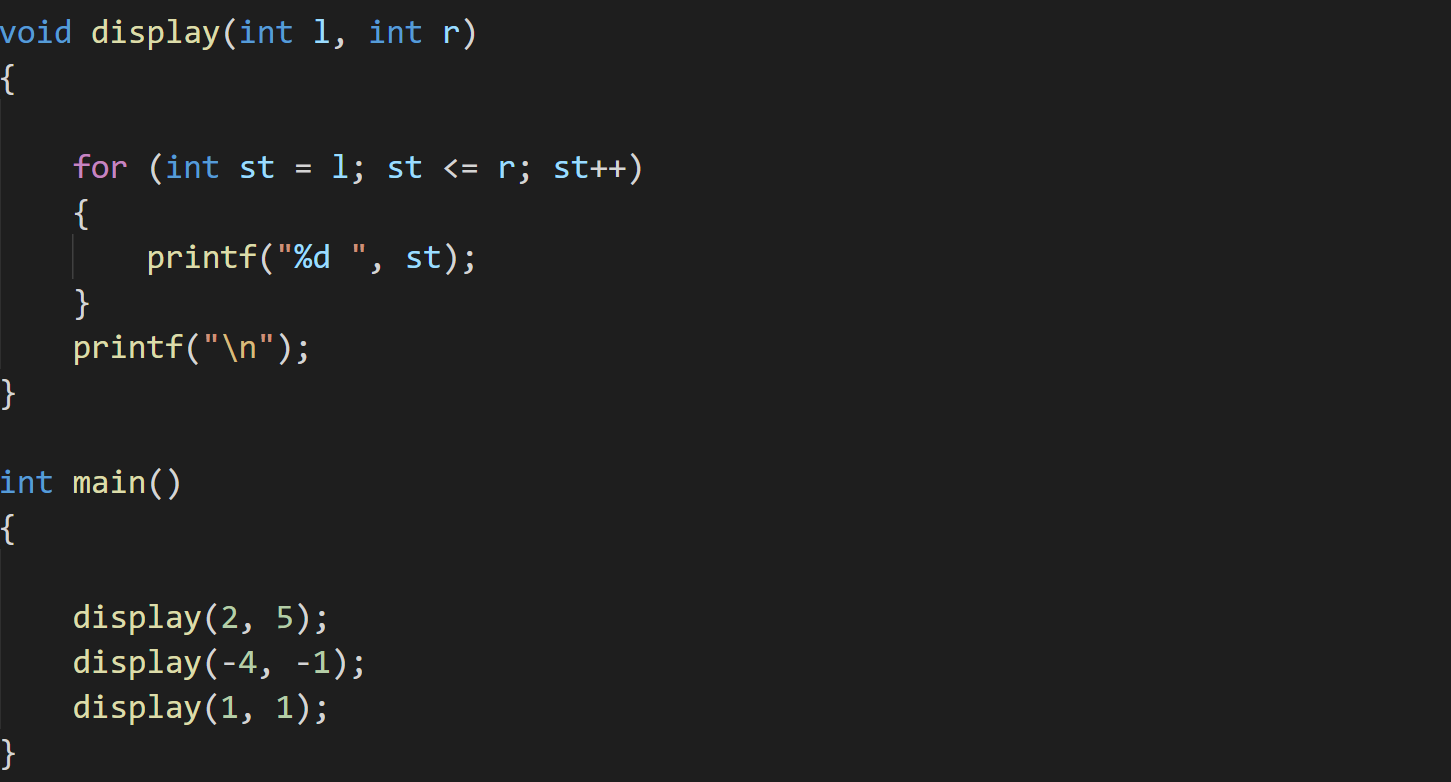 void display(int l, int r)
{
    for (int st = l; st <= r; st++)
    {
        printf("%d ", st);
    }
    printf("\n");
}
int main()
{
    display(2, 5);
    display(-4, -1);
    display(1, 1);
}